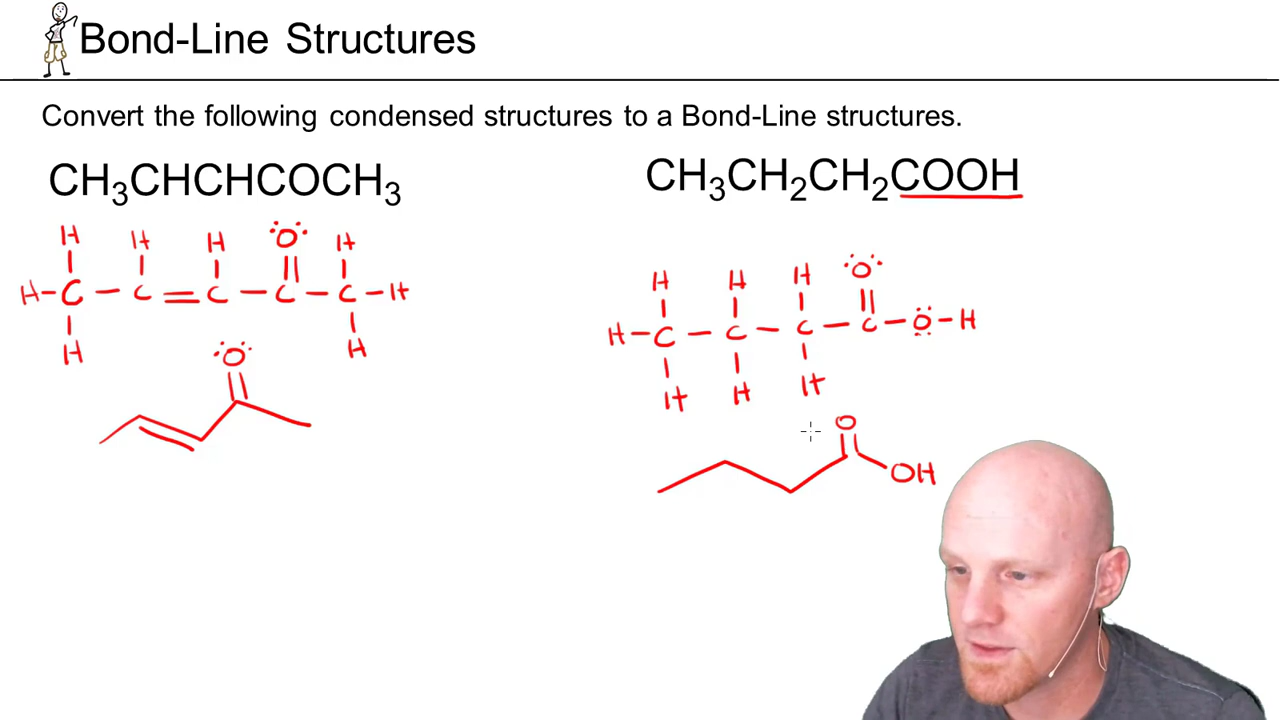 Bond-Line Structures
Convert the following condensed structures to a Bond-Line structures.
CH₃CHCHCOCH₃
CH₃CH₂CH₂COOH
H H H :O: H
H–C–C=C–C–C–H
H H
:O:
H H H :O:
H–C–C–C–C–Ö–H
H H H
O
OH